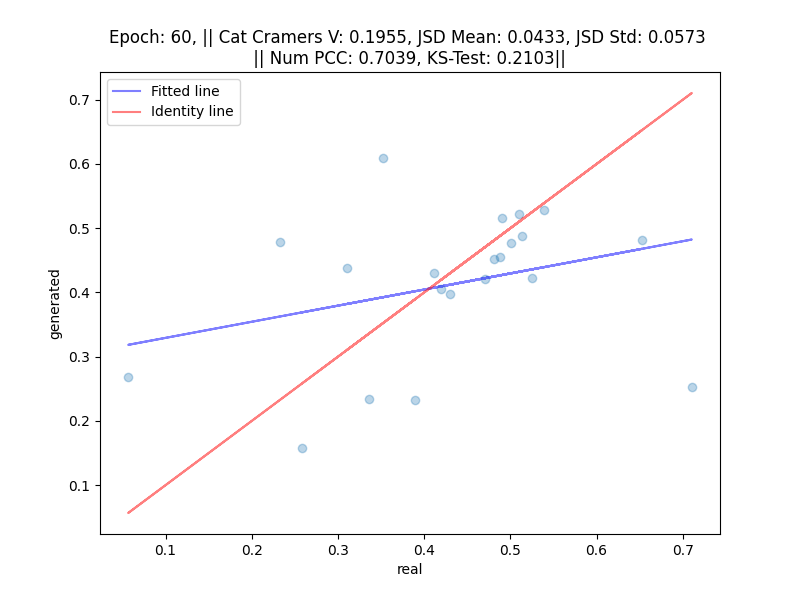 Epoch: 60, || Cat Cramers V: 0.1955, JSD Mean: 0.0433, JSD Std: 0.0573
|| Num PCC: 0.7039, KS-Test: 0.2103||
Fitted line
Identity line
generated
0.7
0.6
0.5
0.4
0.3
0.2
0.1
0.1 0.2 0.3 0.4 0.5 0.6 0.7
real